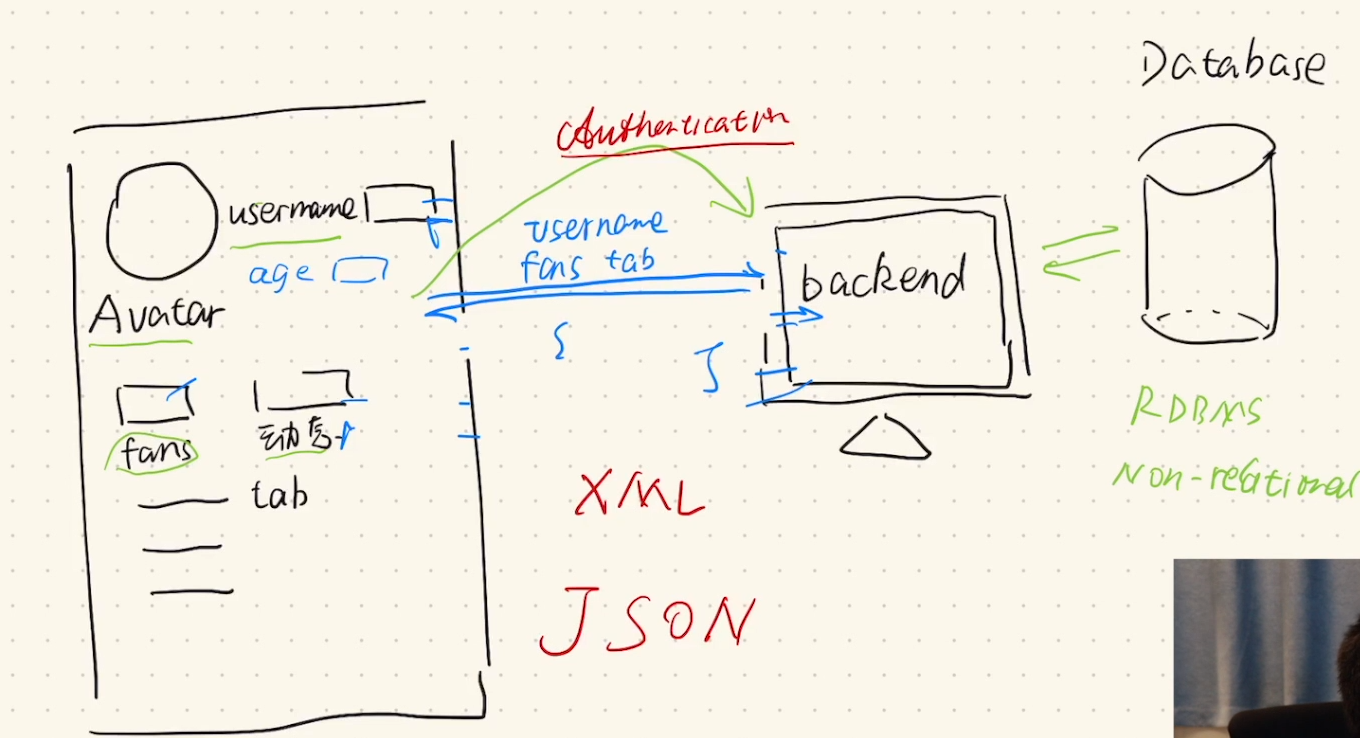 Database
Authentication
username
age
username
fans tab
backend
Avatar
{
}
fans
动态
tab
RDBMS
Non-relational
XML
JSON